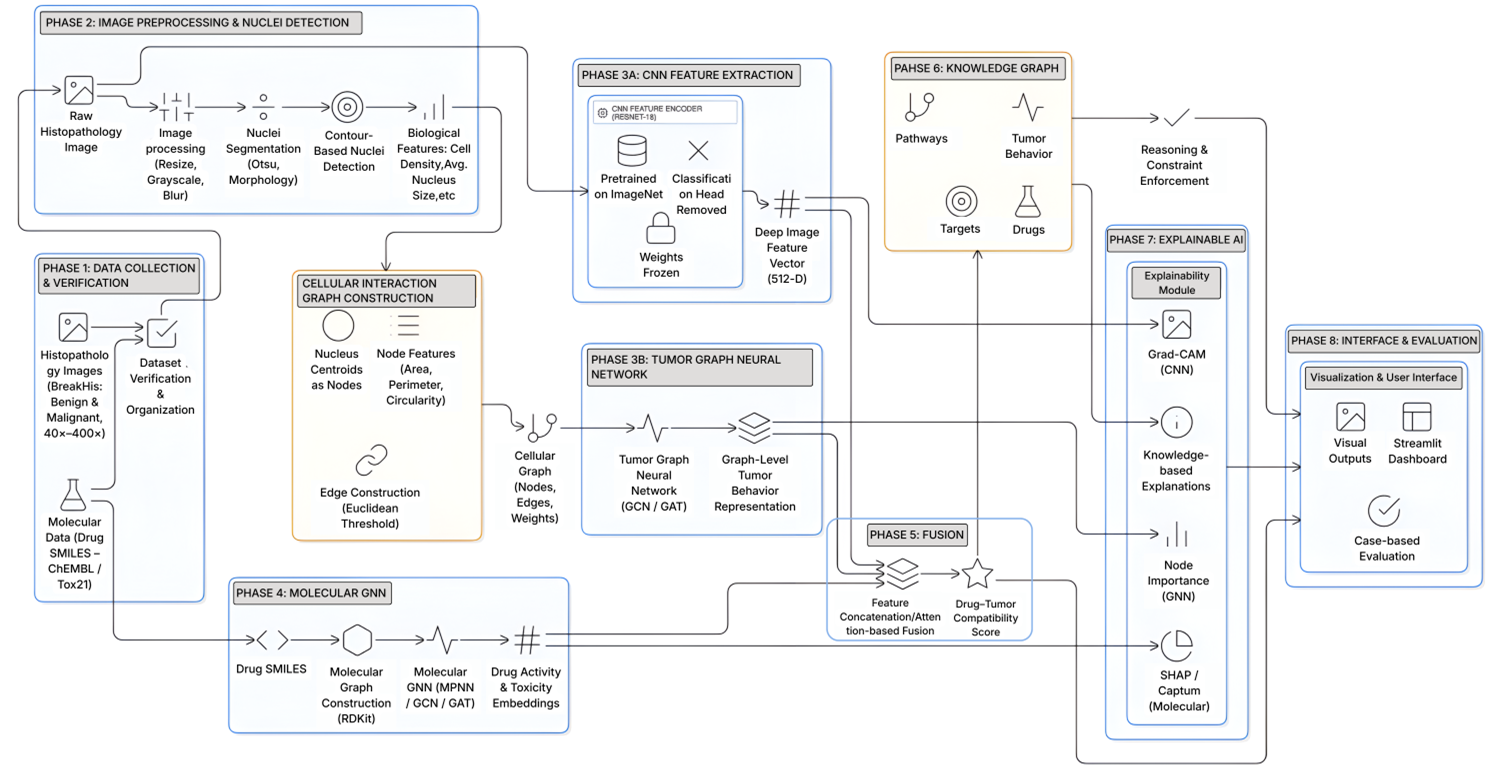 PHASE 2: IMAGE PREPROCESSING & NUCLEI DETECTION
Raw
Histopathology
Image
Image
processing
(Resize,
Grayscale,
Blur)
Nuclei
Segmentation
(Otsu,
Morphology)
Contour-
Based Nuclei
Detection
Biological
Features: Cell
Density,Avg.
Nucleus
Size,etc
PHASE 1: DATA COLLECTION
& VERIFICATION
Histopatholo
gy Images
(BreakHis:
Benign &
Malignant,
40×–400×)
Dataset .
Verification
&
Organization
Molecular
Data (Drug
SMILES –
ChEMBL /
Tox21)
CELLULAR INTERACTION
GRAPH CONSTRUCTION
Nucleus
Centroids
as Nodes
Node Features
(Area,
Perimeter,
Circularity)
Edge Construction
(Euclidean
Threshold)
Cellular
Graph
(Nodes,
Edges,
Weights)
PHASE 3A: CNN FEATURE EXTRACTION
CNN FEATURE ENCODER
(RESNET-18)
Pretrained
on ImageNet
Classificati
on Head
Removed
Weights
Frozen
Deep Image
Feature
Vector
(512-D)
PHASE 3B: TUMOR GRAPH NEURAL
NETWORK
Tumor Graph
Neural
Network
(GCN / GAT)
Graph-Level
Tumor
Behavior
Representation
PHASE 4: MOLECULAR GNN
Drug SMILES
Molecular
Graph
Construction
(RDKit)
Molecular
GNN (MPNN
/ GCN / GAT)
Drug Activity
& Toxicity
Embeddings
PHASE 5: FUSION
Feature
Concatenation/Atten
tion-based Fusion
Drug–Tumor
Compatibility
Score
PAHSE 6: KNOWLEDGE GRAPH
Pathways
Tumor
Behavior
Targets
Drugs
Reasoning &
Constraint
Enforcement
PHASE 7: EXPLAINABLE AI
Explainability
Module
Grad-CAM
(CNN)
Knowledge-
based
Explanations
Node
Importance
(GNN)
SHAP /
Captum
(Molecular)
PHASE 8: INTERFACE & EVALUATION
Visualization & User Interface
Visual
Outputs
Streamlit
Dashboard
Case-based
Evaluation